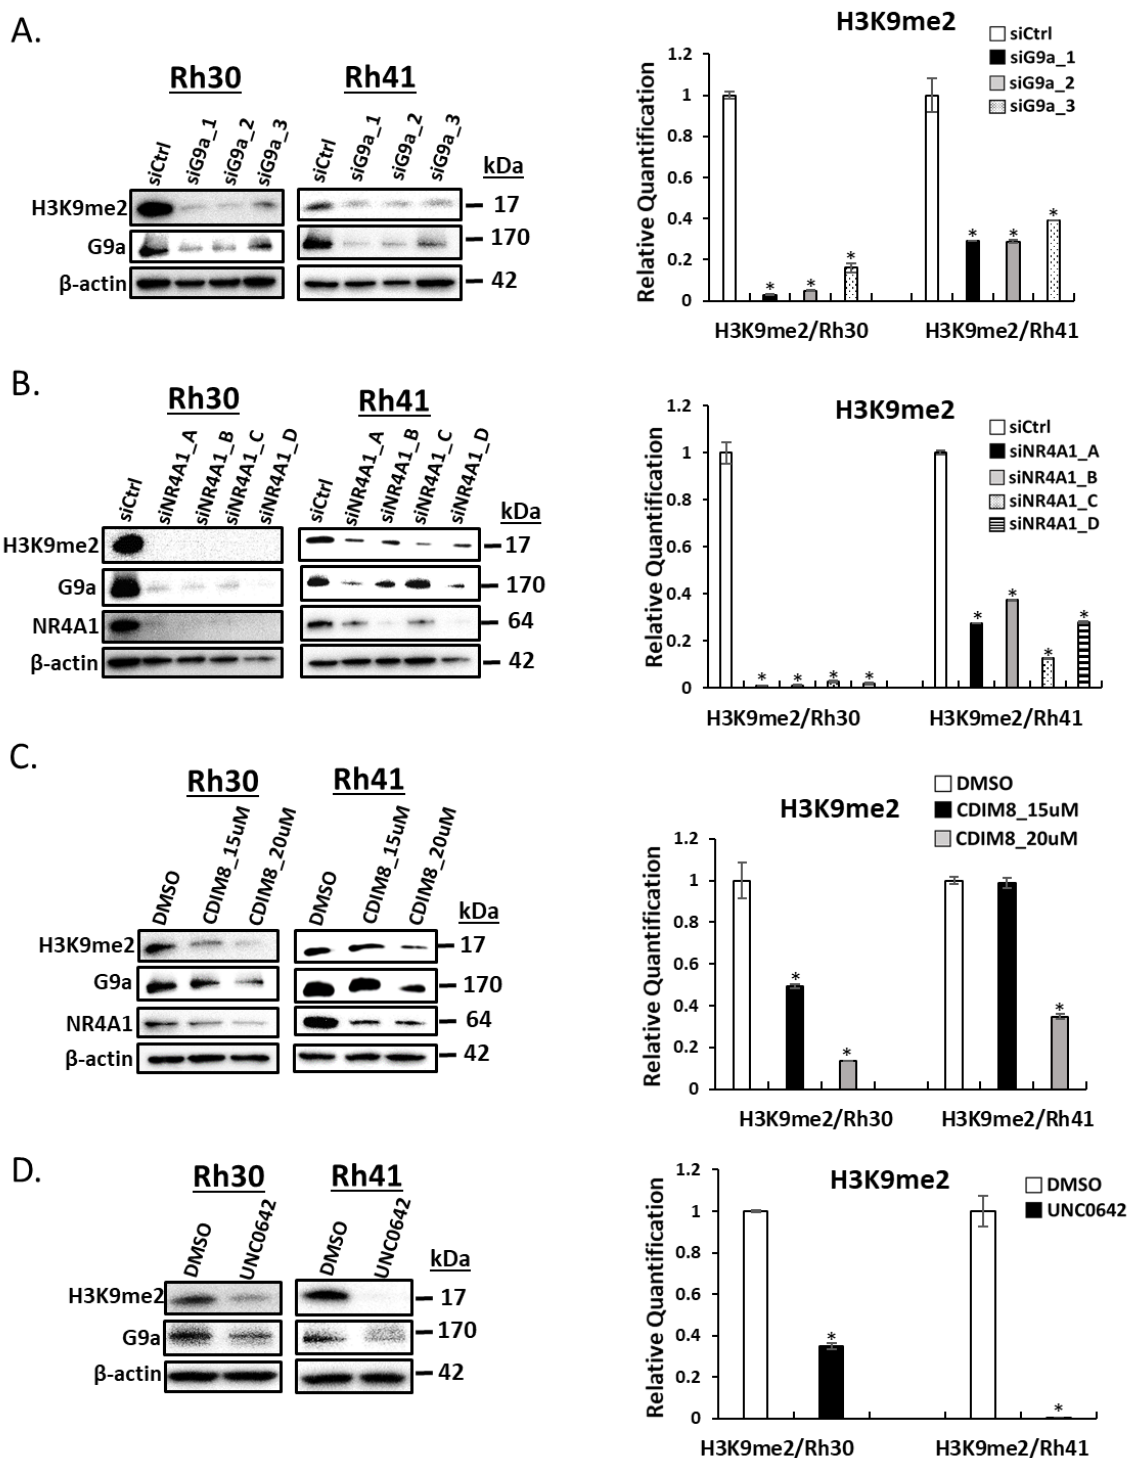 A.
Rh30
Rh41
siCtrl
siG9a_1
siG9a_2
siG9a_3
siCtrl
siG9a_1
siG9a_2
siG9a_3
kDa
H3K9me2
17
G9a
170
β-actin
42
H3K9me2
siCtrl
siG9a_1
siG9a_2
siG9a_3
Relative Quantification
1.2
1
0.8
0.6
0.4
0.2
0
* * * * * *
H3K9me2/Rh30
H3K9me2/Rh41
B.
Rh30
Rh41
siCtrl
siNR4A1_A
siNR4A1_B
siNR4A1_C
siNR4A1_D
siCtrl
siNR4A1_A
siNR4A1_B
siNR4A1_C
siNR4A1_D
kDa
H3K9me2
17
G9a
170
NR4A1
64
β-actin
42
H3K9me2
siCtrl
siNR4A1_A
siNR4A1_B
siNR4A1_C
siNR4A1_D
Relative Quantification
1.2
1
0.8
0.6
0.4
0.2
0
* * * * * * * *
H3K9me2/Rh30
H3K9me2/Rh41
C.
Rh30
Rh41
DMSO
CDIM8_15uM
CDIM8_20uM
DMSO
CDIM8_15uM
CDIM8_20uM
kDa
H3K9me2
17
G9a
170
NR4A1
64
β-actin
42
H3K9me2
DMSO
CDIM8_15uM
CDIM8_20uM
Relative Quantification
1.2
1
0.8
0.6
0.4
0.2
0
* * *
H3K9me2/Rh30
H3K9me2/Rh41
D.
Rh30
Rh41
DMSO
UNC0642
DMSO
UNC0642
kDa
H3K9me2
17
G9a
170
β-actin
42
H3K9me2
DMSO
UNC0642
Relative Quantification
1.2
1
0.8
0.6
0.4
0.2
0
* *
H3K9me2/Rh30
H3K9me2/Rh41